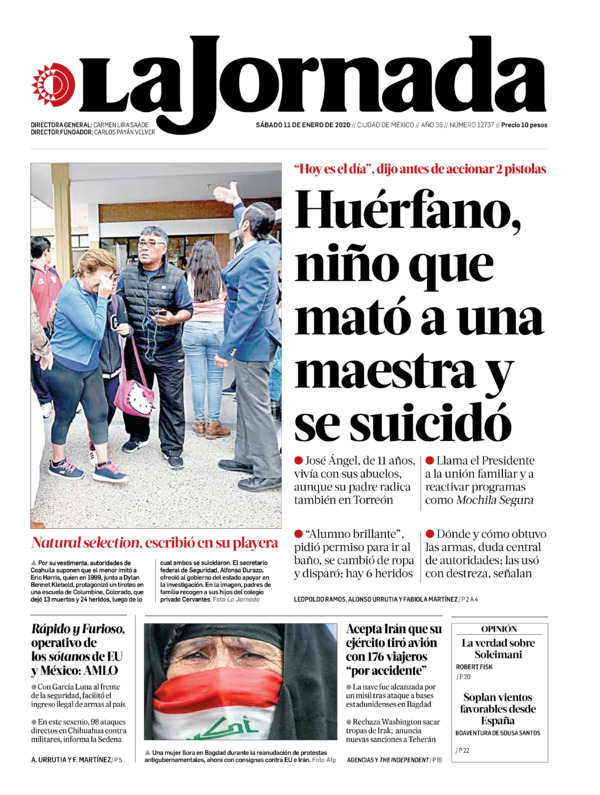 La Jornada
DIRECTORA GENERAL: CARMEN LIRA SAADE
DIRECTOR FUNDADOR: CARLOS PAYÁN VELVER
SÁBADO 11 DE ENERO DE 2020 // CIUDAD DE MÉXICO // AÑO 36 // NÚMERO 12737 // Precio 10 pesos
“Hoy es el día”, dijo antes de accionar 2 pistolas
Huérfano,
niño que
mató a una
maestra y
se suicidó
● José Ángel, de 11 años,
vivía con sus abuelos,
aunque su padre radica
también en Torreón
● Llama el Presidente
a la unión familiar y a
reactivar programas
como Mochila Segura
● “Alumno brillante”,
pidió permiso para ir al
baño, se cambió de ropa
y disparó; hay 6 heridos
● Dónde y cómo obtuvo
las armas, duda central
de autoridades; las usó
con destreza, señalan
LEOPOLDO RAMOS, ALONSO URRUTIA Y FABIOLA MARTÍNEZ / P 2 A 4
Natural selection, escribió en su playera
▲ Por su vestimenta, autoridades de
Coahuila suponen que el menor imitó a
Eric Harris, quien en 1999, junto a Dylan
Bennet Klebold, protagonizó un tiroteo en
una escuela de Columbine, Colorado, que
dejó 13 muertos y 24 heridos, luego de lo
cual ambos se suicidaron. El secretario
federal de Seguridad, Alfonso Durazo,
ofreció al gobierno del estado apoyar en
la investigación. En la imagen, padres de
familia recogen a sus hijos del colegio
privado Cervantes. Foto La Jornada
Rápido y Furioso,
operativo de
los sótanos de EU
y México: AMLO
● Con García Luna al frente
de la seguridad, facilitó el
ingreso ilegal de armas al país
● En este sexenio, 98 ataques
directos en Chihuahua contra
militares, informa la Sedena
A. URRUTIA Y F. MARTÍNEZ / P 5
▲ Una mujer llora en Bagdad durante la reanudación de protestas
antigubernamentales, ahora con consignas contra EU e Irán. Foto Afp
Acepta Irán que su
ejército tiró avión
con 176 viajeros
“por accidente”
● La nave fue alcanzada por
un misil tras ataque a bases
estadunidenses en Bagdad
● Rechaza Washington sacar
tropas de Irak; anuncia
nuevas sanciones a Teherán
AGENCIAS Y THE INDEPENDENT / P 19
OPINIÓN
La verdad sobre
Soleimani
ROBERT FISK
/ P 20
Soplan vientos
favorables desde
España
BOAVENTURA DE SOUSA SANTOS
/ P 22